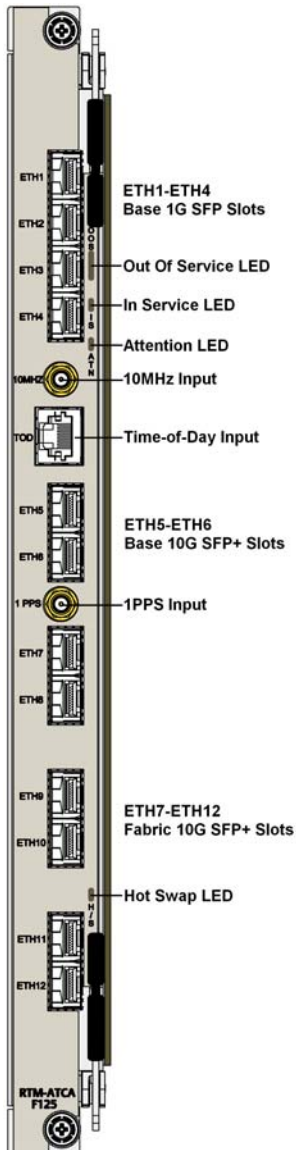 ETH1
ETH2
ETH3
ETH4
ETH1-ETH4
Base 1G SFP Slots
OOS
Out Of Service LED
IS
In Service LED
ATN
Attention LED
10MHZ
10MHz Input
TOD
Time-of-Day Input
ETH5
ETH6
ETH5-ETH6
Base 10G SFP+ Slots
1 PPS
1PPS Input
ETH7
ETH8
ETH9
ETH10
ETH7-ETH12
Fabric 10G SFP+ Slots
H/S
Hot Swap LED
ETH11
ETH12
RTM-ATCA
F125